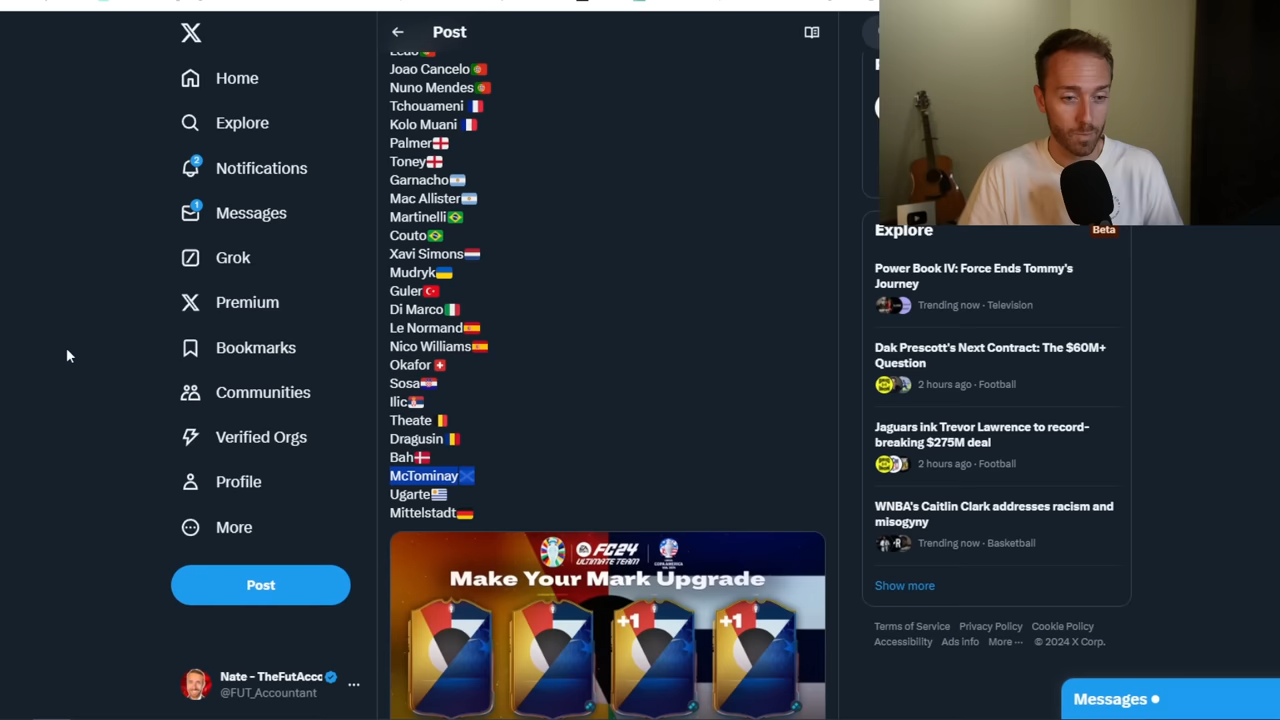 Home
Explore
Notifications
2
Messages
1
Grok
Premium
Bookmarks
Communities
Verified Orgs
Profile
More
Post
Nate - TheFutAcc
@FUT_Accountant
Post
Joao Cancelo
Nuno Mendes
Tchouameni
Kolo Muani
Palmer
Toney
Garnacho
Mac Allister
Martinelli
Couto
Xavi Simons
Mudryk
Guler
Di Marco
Le Normand
Nico Williams
Okafor
Sosa
Ilic
Theate
Dragusin
Bah
McTominay
Ugarte
Mittelstadt
FC24
ULTIMATE TEAM
Make Your Mark Upgrade
+1
+1
Explore
Beta
Power Book IV: Force Ends Tommy's
Journey
Trending now · Television
Dak Prescott's Next Contract: The $60M+
Question
2 hours ago · Football
Jaguars ink Trevor Lawrence to record-
breaking $275M deal
2 hours ago · Football
WNBA's Caitlin Clark addresses racism and
misogyny
Trending now · Basketball
Show more
Terms of Service Privacy Policy Cookie Policy
Accessibility Ads info More ··· © 2024 X Corp.
Messages